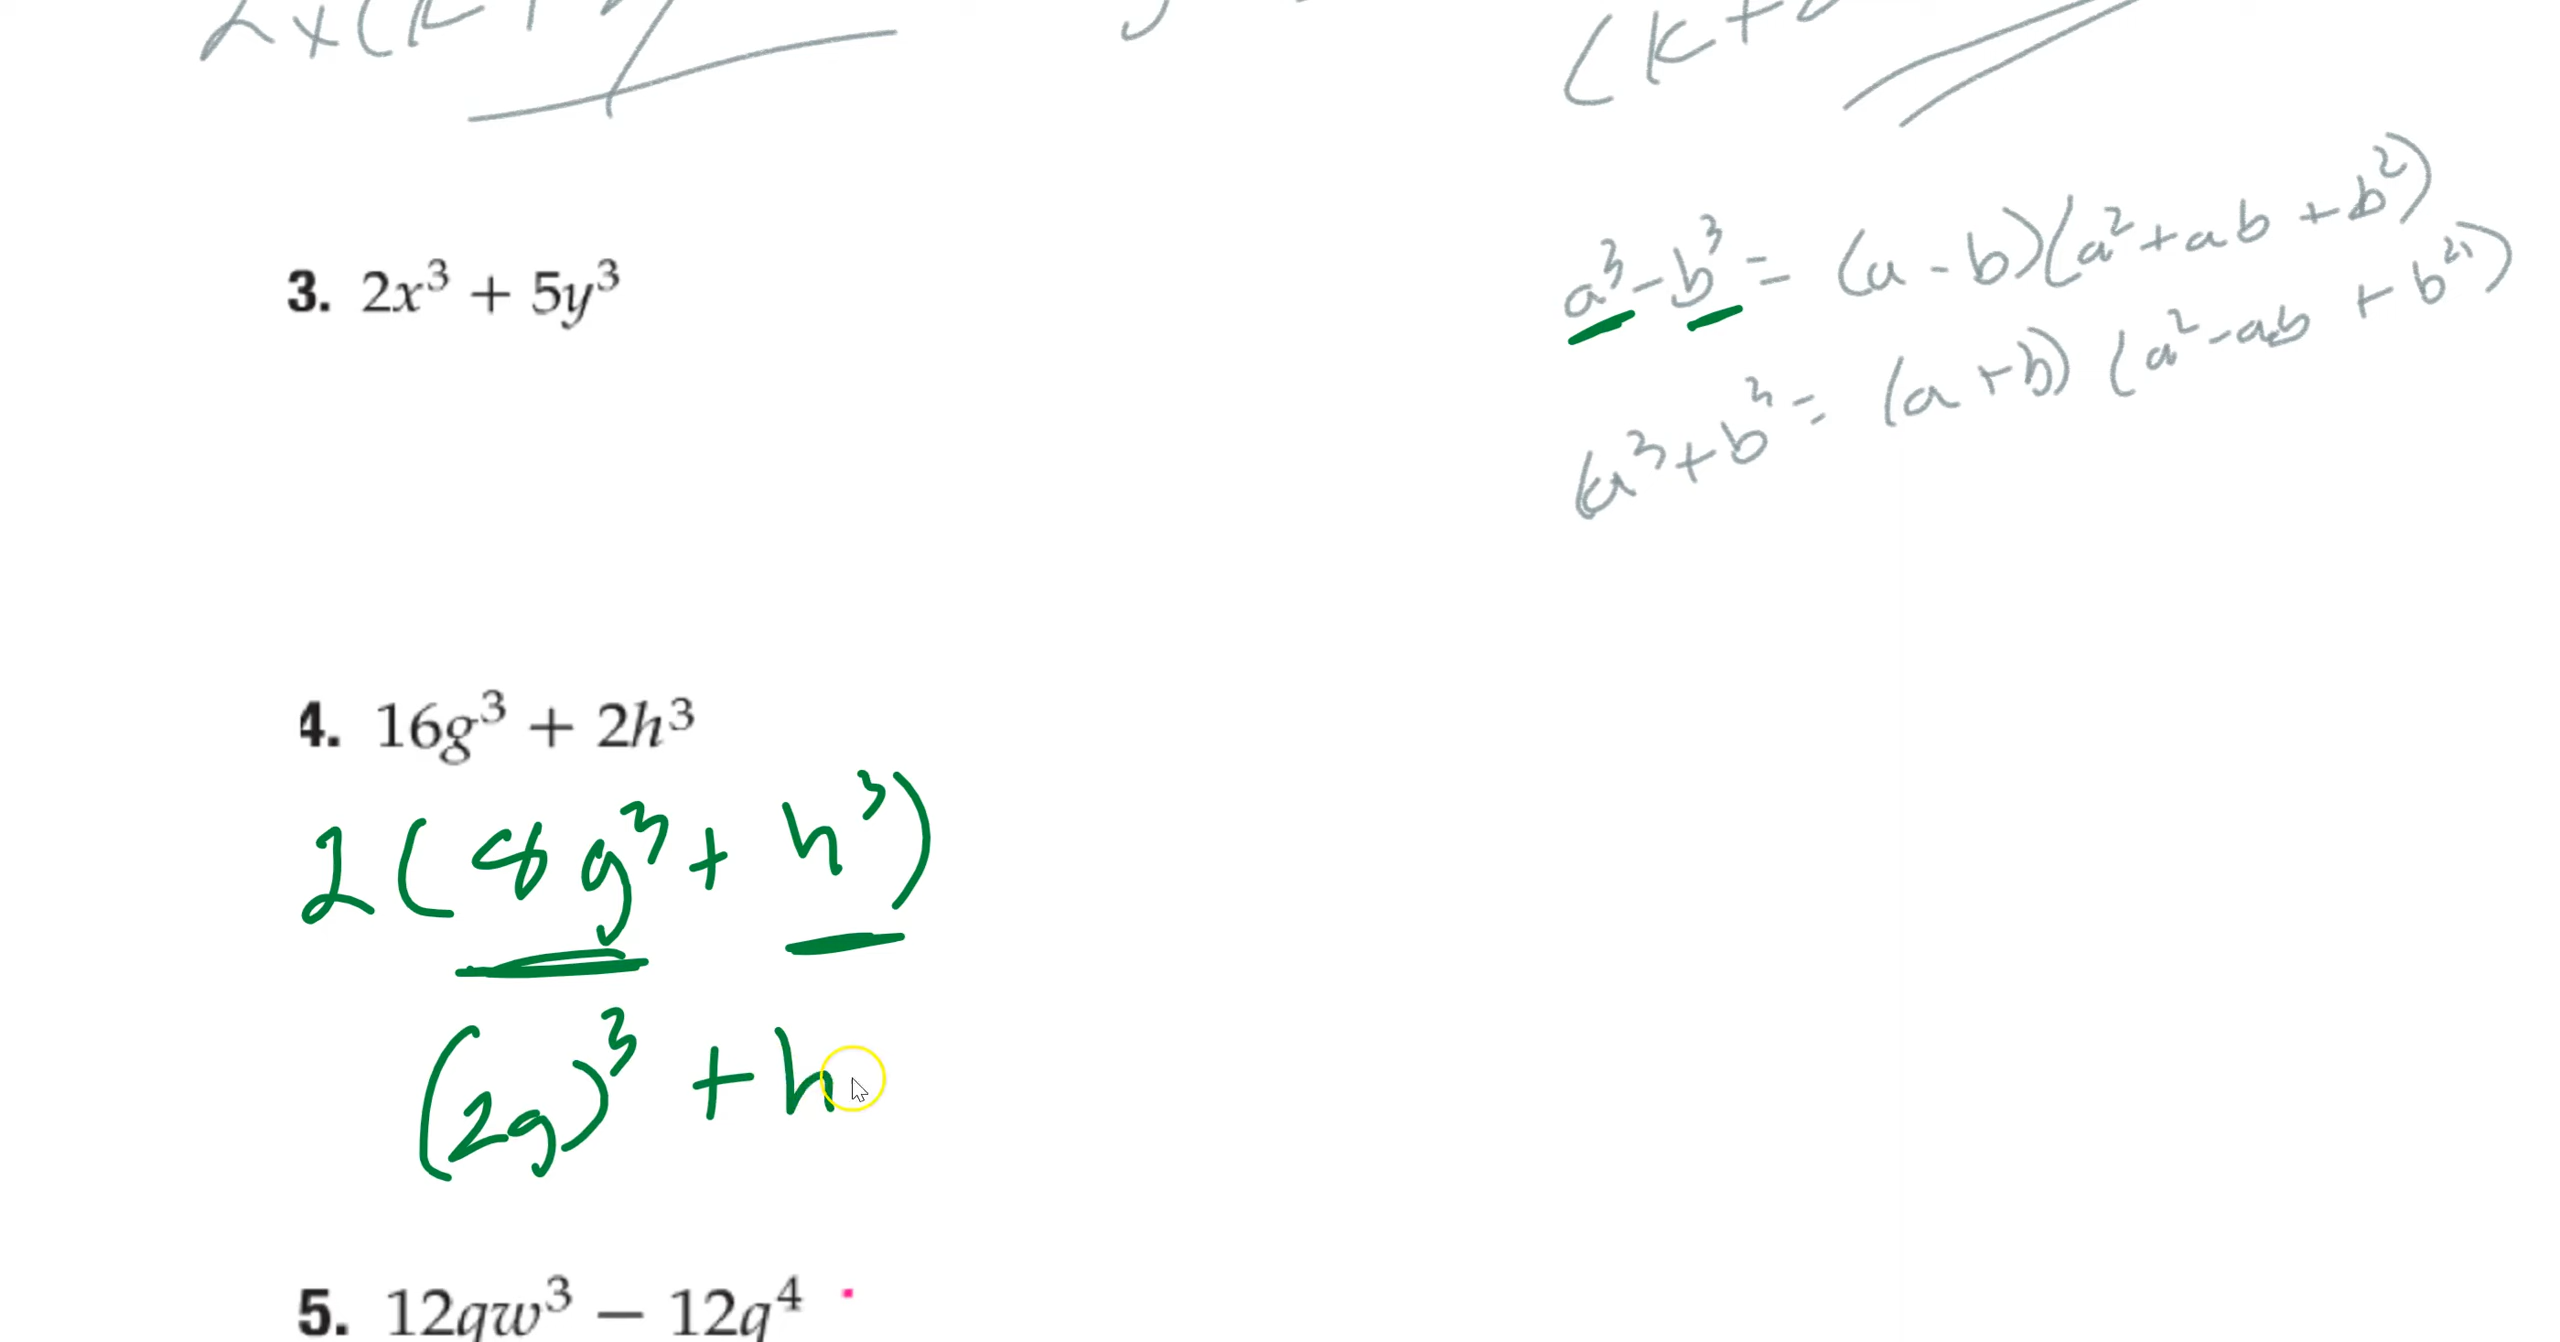 2x(k+
(k+
3. 2x³ + 5y³
a³-b³ = (a-b)(a²+ab+b²)
a³+b³ = (a+b)(a²-ab+b²)
4. 16g³ + 2h³
2(8g³+h³)
(2g)³+h
5. 12qw³ − 12q⁴